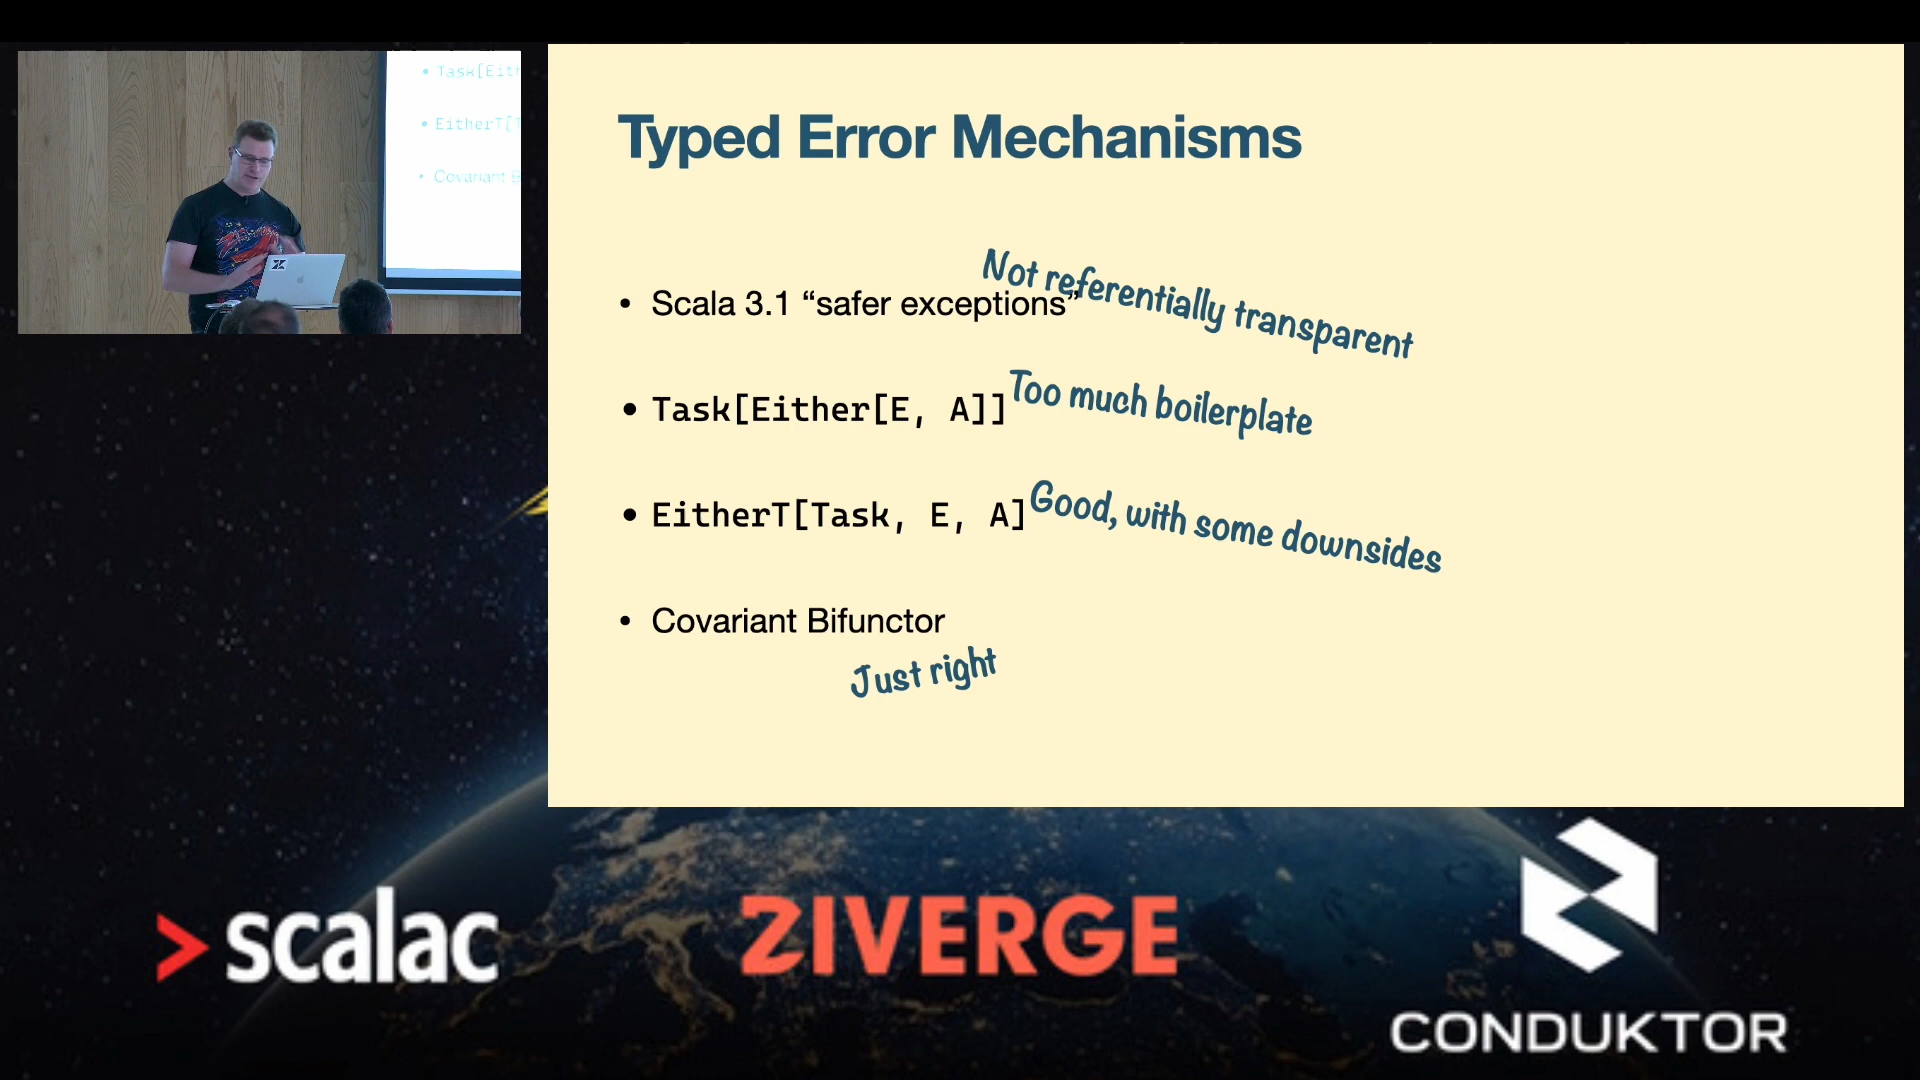 Task[Eith
EitherT[T
Covariant B
Typed Error Mechanisms
Not referentially transparent
• Scala 3.1 “safer exceptions”
Too much boilerplate
• Task[Either[E, A]]
Good, with some downsides
• EitherT[Task, E, A]
• Covariant Bifunctor
Just right
scalac
ZIVERGE
CONDUKTOR